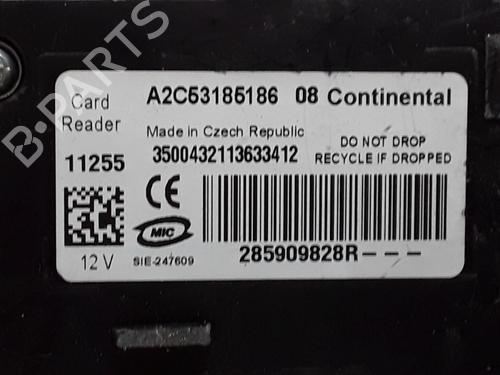 B-PARTS
Card Reader
A2C53185186 08 Continental
Made in Czech Republic
11255
3500432113633412
DO NOT DROP
RECYCLE IF DROPPED
CE
MIC
12 V
SIE-247609
285909828R---